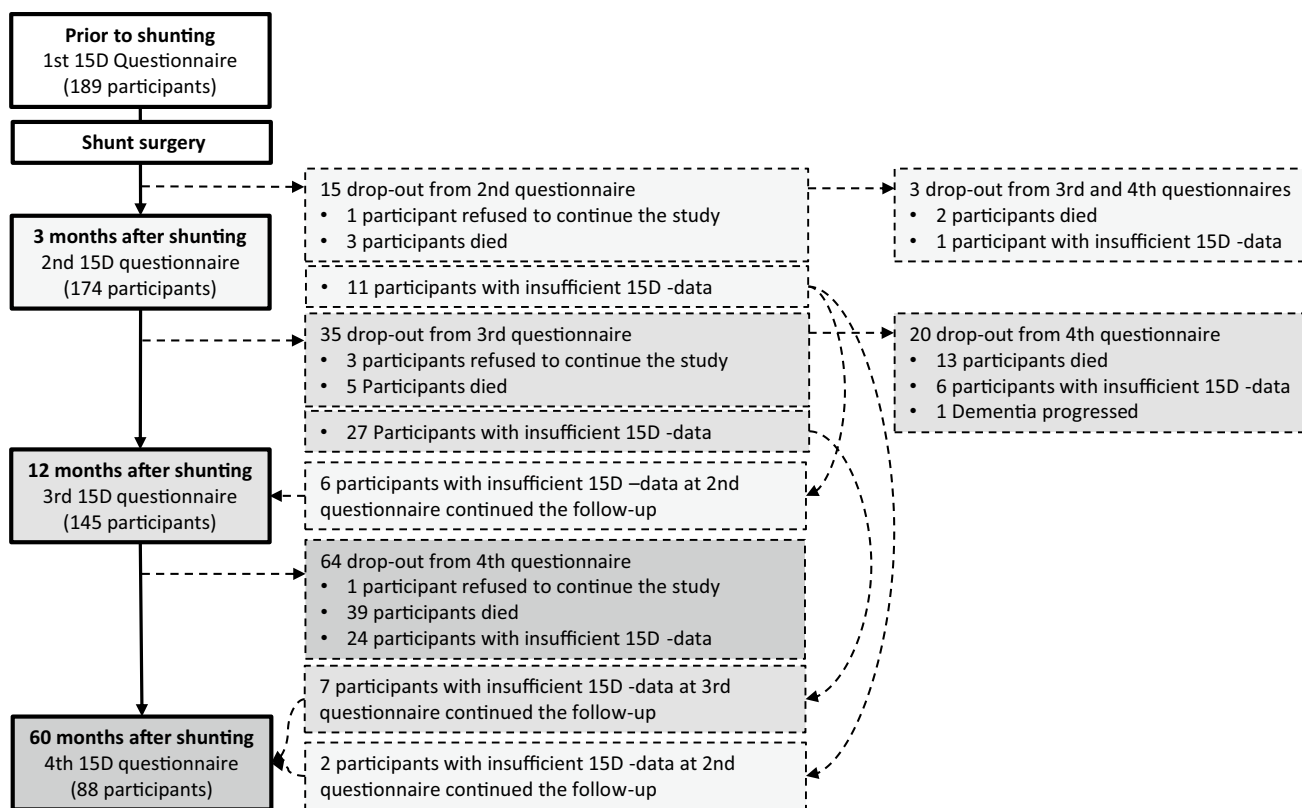 Prior to shunting
1st 15D Questionnaire
(189 participants)
Shunt surgery
15 drop-out from 2nd questionnaire
• 1 participant refused to continue the study
• 3 participants died
• 11 participants with insufficient 15D -data
3 drop-out from 3rd and 4th questionnaires
• 2 participants died
• 1 participant with insufficient 15D -data
3 months after shunting
2nd 15D questionnaire
(174 participants)
35 drop-out from 3rd questionnaire
• 3 participants refused to continue the study
• 5 Participants died
• 27 Participants with insufficient 15D -data
20 drop-out from 4th questionnaire
• 13 participants died
• 6 participants with insufficient 15D -data
• 1 Dementia progressed
12 months after shunting
3rd 15D questionnaire
(145 participants)
6 participants with insufficient 15D –data at 2nd
questionnaire continued the follow-up
64 drop-out from 4th questionnaire
• 1 participant refused to continue the study
• 39 participants died
• 24 participants with insufficient 15D -data
7 participants with insufficient 15D -data at 3rd
questionnaire continued the follow-up
60 months after shunting
4th 15D questionnaire
(88 participants)
2 participants with insufficient 15D -data at 2nd
questionnaire continued the follow-up